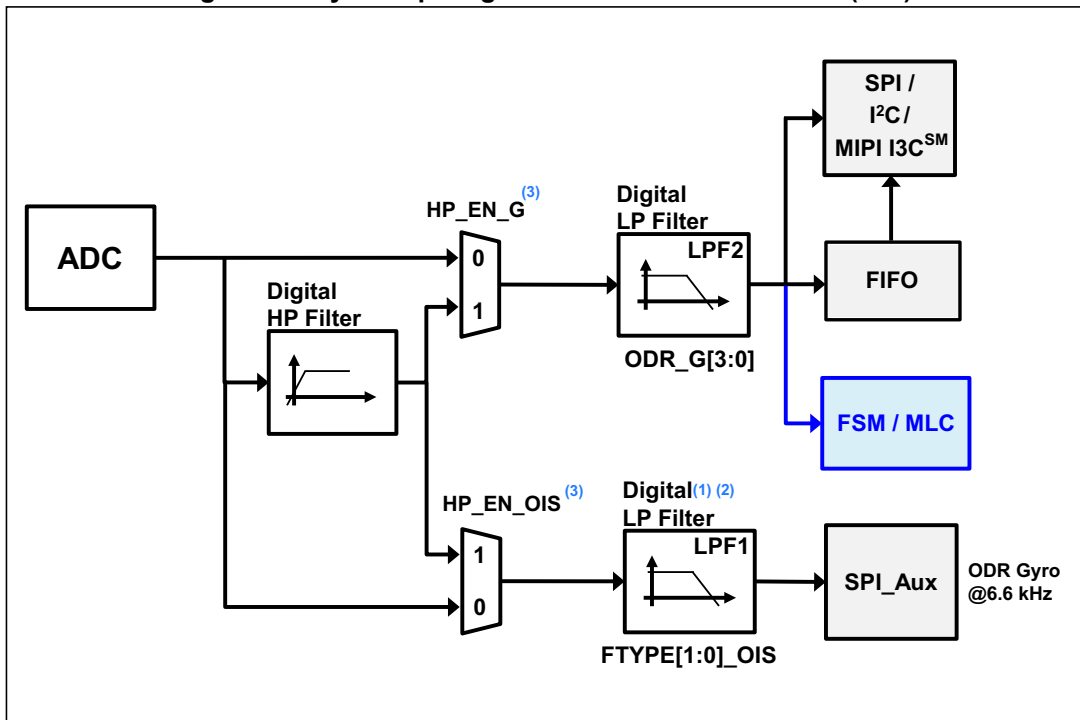 SPI /
I²C /
MIPI I3C^SM
HP_EN_G (3)
Digital
LP Filter
LPF2
0
1
ADC
FIFO
Digital
HP Filter
ODR_G[3:0]
FSM / MLC
HP_EN_OIS (3)
Digital(1) (2)
LP Filter
LPF1
1
0
SPI_Aux
ODR Gyro
@6.6 kHz
FTYPE[1:0]_OIS